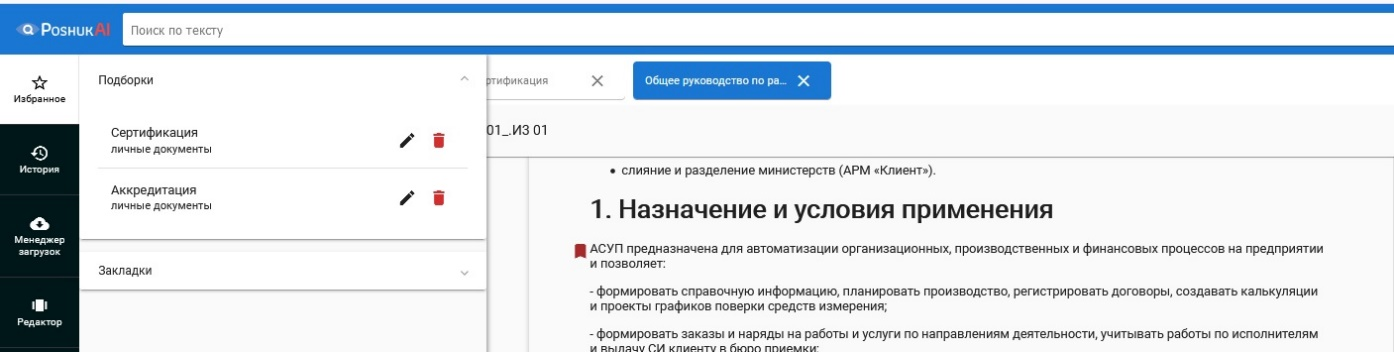 PoshukAI
Поиск по тексту
Избранное
История
Менеджер
загрузок
Редактор
Подборки
Сертификация
личные документы
Аккредитация
личные документы
Закладки
ртификация
Общее руководство по ра...
01_.ИЗ 01
• слияние и разделение министерств (АРМ «Клиент»).
1. Назначение и условия применения
АСУП предназначена для автоматизации организационных, производственных и финансовых процессов на предприятии
и позволяет:
- формировать справочную информацию, планировать производство, регистрировать договоры, создавать калькуляции
и проекты графиков поверки средств измерения;
- формировать заказы и наряды на работы и услуги по направлениям деятельности, учитывать работы по исполнителям
и выдачу СИ клиенту в бюро приемки;